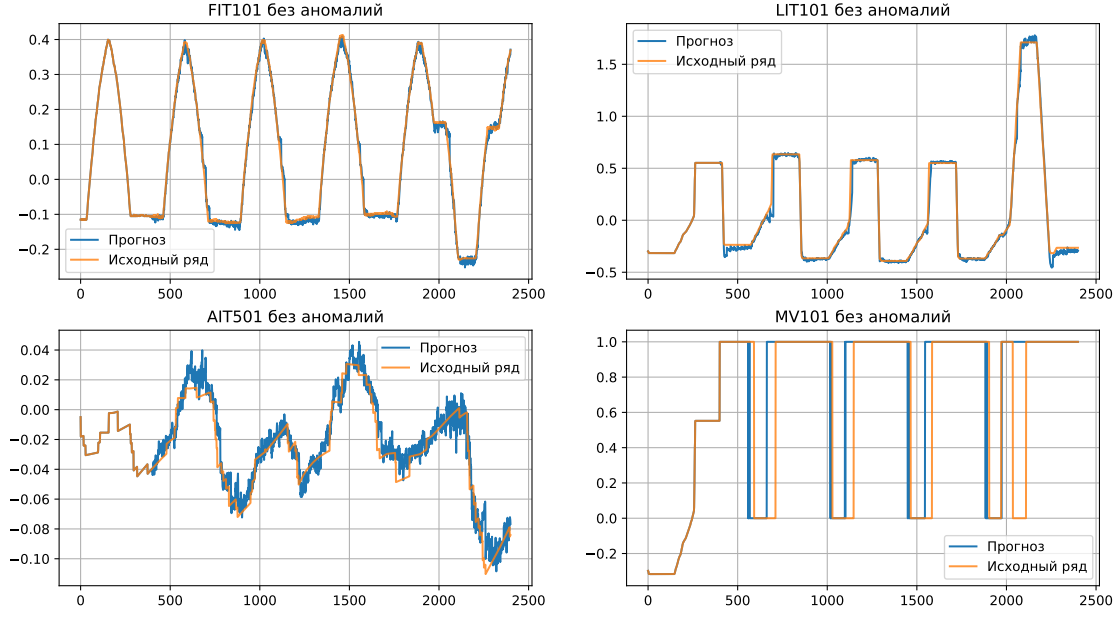 FIT101 без аномалий
0.4
0.3
0.2
0.1
0.0
−0.1
−0.2
Прогноз
Исходный ряд
0 500 1000 1500 2000 2500
LIT101 без аномалий
1.5
1.0
0.5
0.0
−0.5
Прогноз
Исходный ряд
0 500 1000 1500 2000 2500
AIT501 без аномалий
0.04
0.02
0.00
−0.02
−0.04
−0.06
−0.08
−0.10
Прогноз
Исходный ряд
0 500 1000 1500 2000 2500
MV101 без аномалий
1.0
0.8
0.6
0.4
0.2
0.0
−0.2
Прогноз
Исходный ряд
0 500 1000 1500 2000 2500